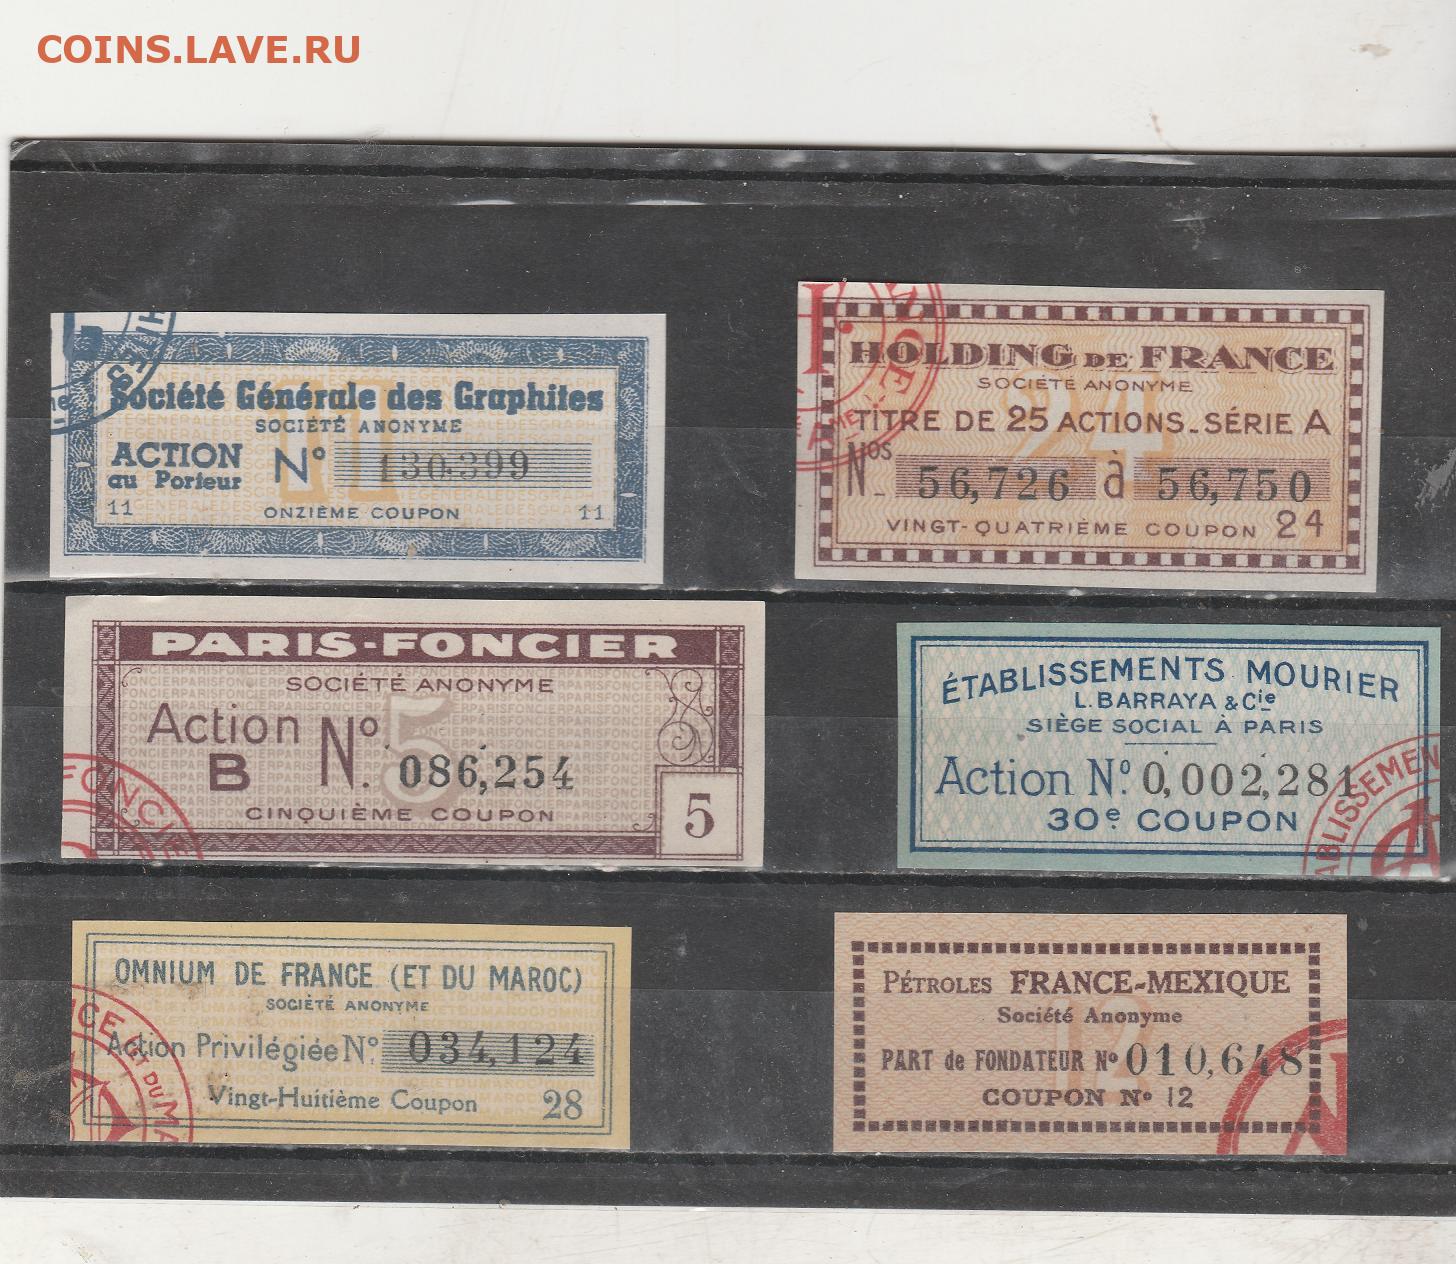 COINS.LAVE.RU
Société Générale des Graphites
SOCIÉTÉ ANONYME
ACTION
au Porteur
N° 130.399
11 ONZIÈME COUPON 11
HOLDING DE FRANCE
SOCIÉTÉ ANONYME
TITRE DE 25 ACTIONS_SÉRIE A
Nos 56,726 à 56,750
VINGT-QUATRIÈME COUPON 24
PARIS-FONCIER
SOCIÉTÉ ANONYME
Action
B
N°. 086,254
CINQUIÈME COUPON
5
ÉTABLISSEMENTS MOURIER
L. BARRAYA & Cie
SIÈGE SOCIAL À PARIS
Action N° 0,002,281
30e COUPON
OMNIUM DE FRANCE (ET DU MAROC)
SOCIÉTÉ ANONYME
Action Privilégiée N° 034,124
Vingt-Huitième Coupon 28
PÉTROLES FRANCE-MEXIQUE
Société Anonyme
PART de FONDATEUR N° 010,648
COUPON N° 12